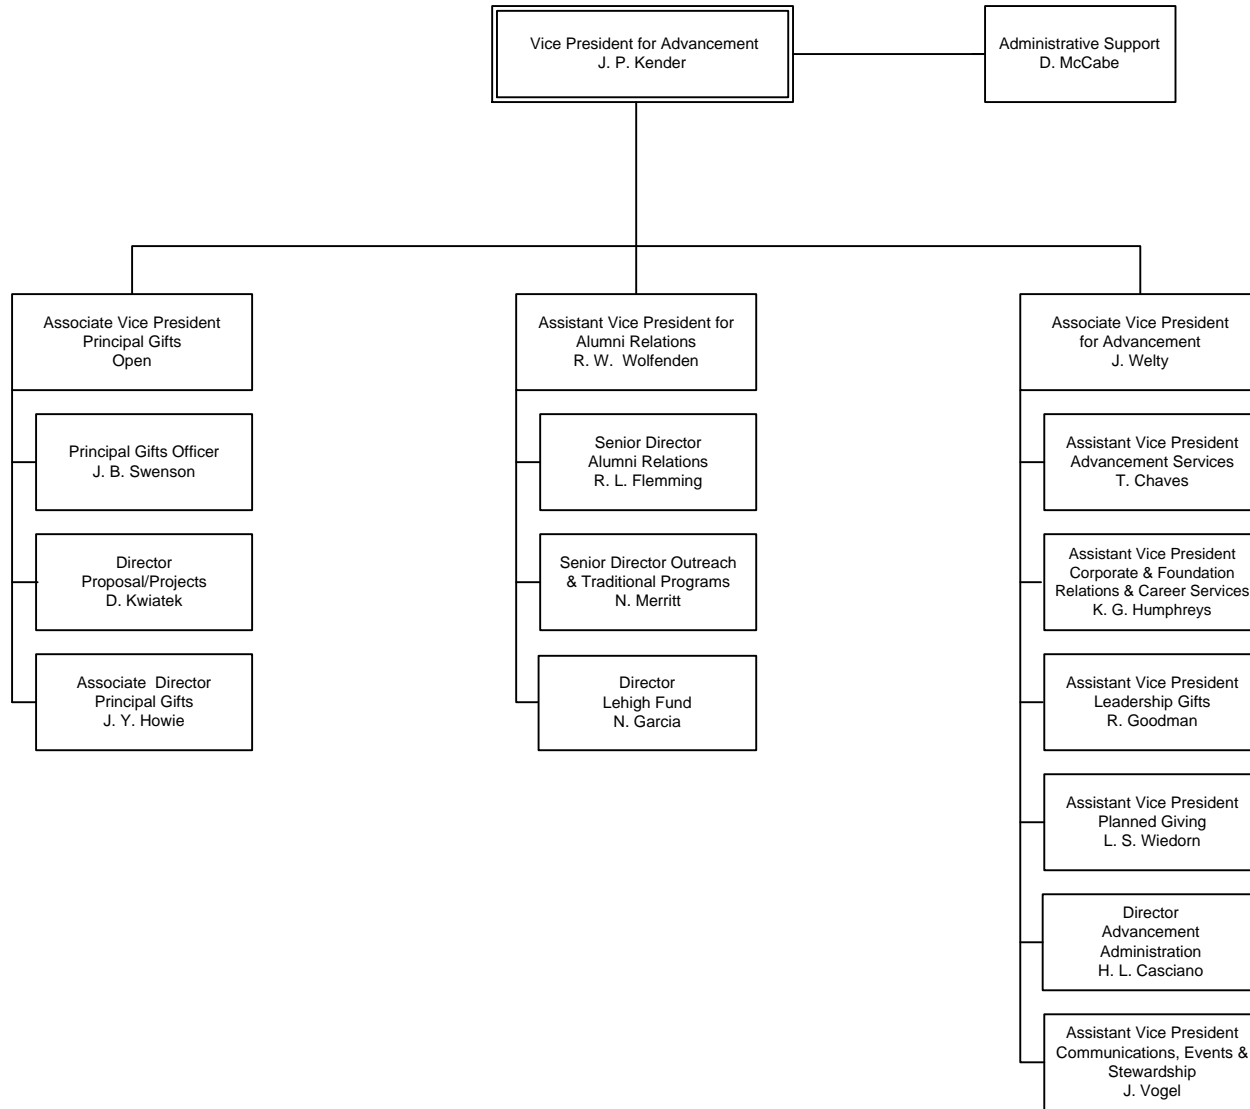 Vice President for Advancement
J. P. Kender
Administrative Support
D. McCabe
Associate Vice President
Principal Gifts
Open
Principal Gifts Officer
J. B. Swenson
Director
Proposal/Projects
D. Kwiatek
Associate  Director
Principal Gifts
J. Y. Howie
Assistant Vice President for
Alumni Relations
R. W.  Wolfenden
Senior Director
Alumni Relations
R. L. Flemming
Senior Director Outreach
& Traditional Programs
N. Merritt
Director
Lehigh Fund
N. Garcia
Associate Vice President
for Advancement
J. Welty
Assistant Vice President
Advancement Services
T. Chaves
Assistant Vice President
Corporate & Foundation
Relations & Career Services
K. G. Humphreys
Assistant Vice President
Leadership Gifts
R. Goodman
Assistant Vice President
Planned Giving
L. S. Wiedorn
Director
Advancement
Administration
H. L. Casciano
Assistant Vice President
Communications, Events &
Stewardship
J. Vogel